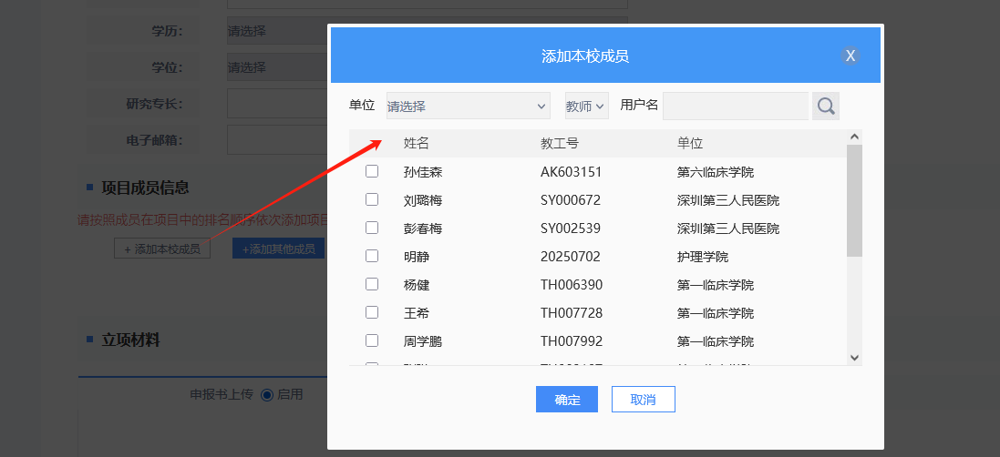 学历：
请选择
学位：
请选择
研究专长：
电子邮箱：
项目成员信息
请按照成员在项目中的排名顺序依次添加项目
+ 添加本校成员
+添加其他成员
立项材料
申报书上传
启用
添加本校成员
X
单位
请选择
教师
用户名
姓名 教工号 单位
孙佳森 AK603151 第六临床学院
刘璐梅 SY000672 深圳第三人民医院
彭春梅 SY002539 深圳第三人民医院
明静 20250702 护理学院
杨健 TH006390 第一临床学院
王希 TH007728 第一临床学院
周学鹏 TH007992 第一临床学院
确定
取消